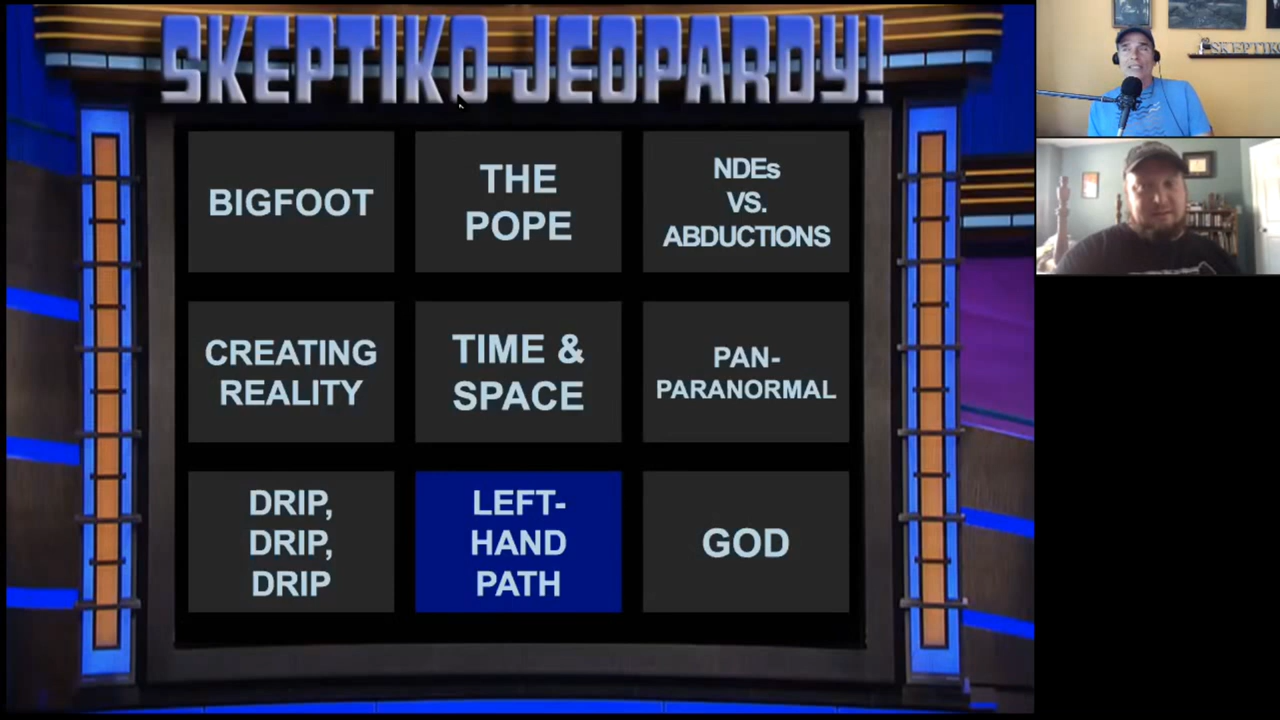 SKEPTIKO JEOPARDY!
SKEPTIKO
BIGFOOT
THE
POPE
NDEs
VS.
ABDUCTIONS
CREATING
REALITY
TIME &
SPACE
PAN-
PARANORMAL
DRIP,
DRIP,
DRIP
LEFT-
HAND
PATH
GOD